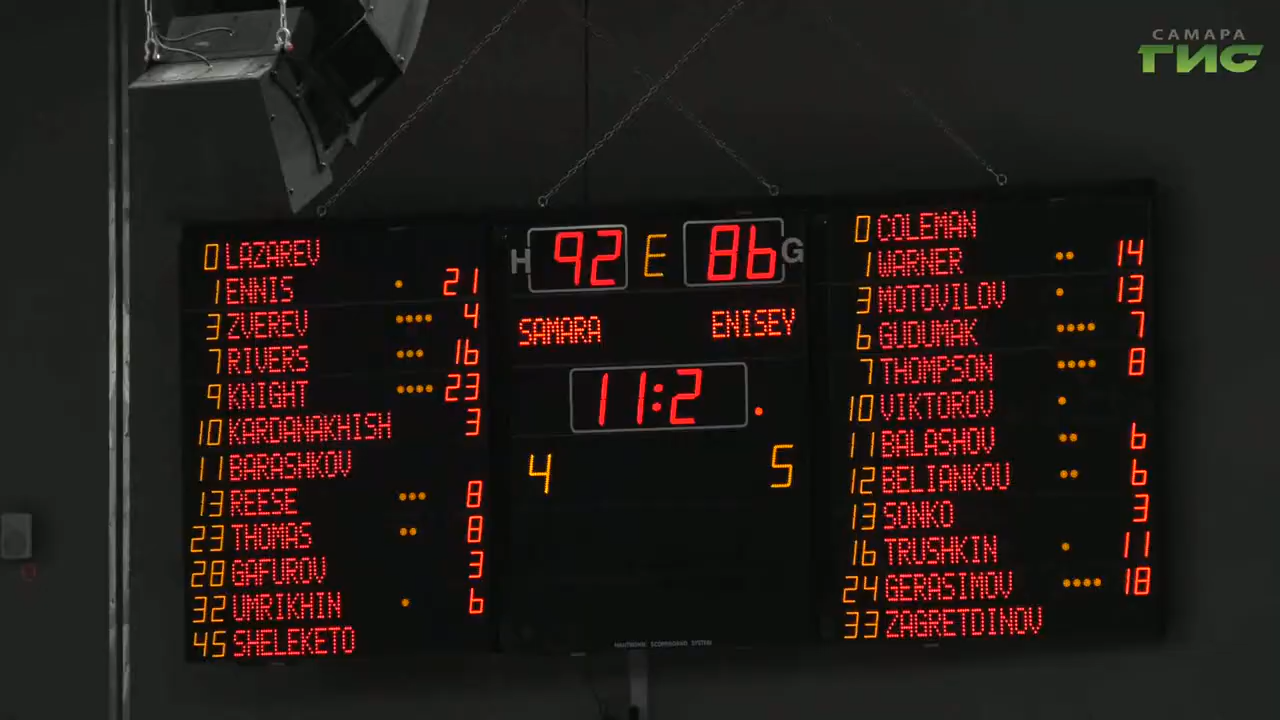 САМАРА
ГИС
0 LAZAREV
1 ENNIS 21
3 ZVEREV 4
7 RIVERS 16
9 KNIGHT 23
10 KARDANAKHISH 3
11 BARASHKOV
13 REESE 8
23 THOMAS 8
28 GAFUROV 3
32 UMRIKHIN 6
45 SHELEKETO
H 92 E 86 G
SAMARA ENISEY
11:2
4 5
NAUTRONIC SCOREBOARD SYSTEM
0 COLEMAN
1 WARNER 14
3 MOTOVILOV 13
6 GUDUMAK 7
7 THOMPSON 8
10 VIKTOROV
11 BALASHOV 6
12 BELIANKOV 6
13 SONKO 3
16 TRUSHKIN 11
24 GERASIMOV 18
33 ZAGRETDINOV